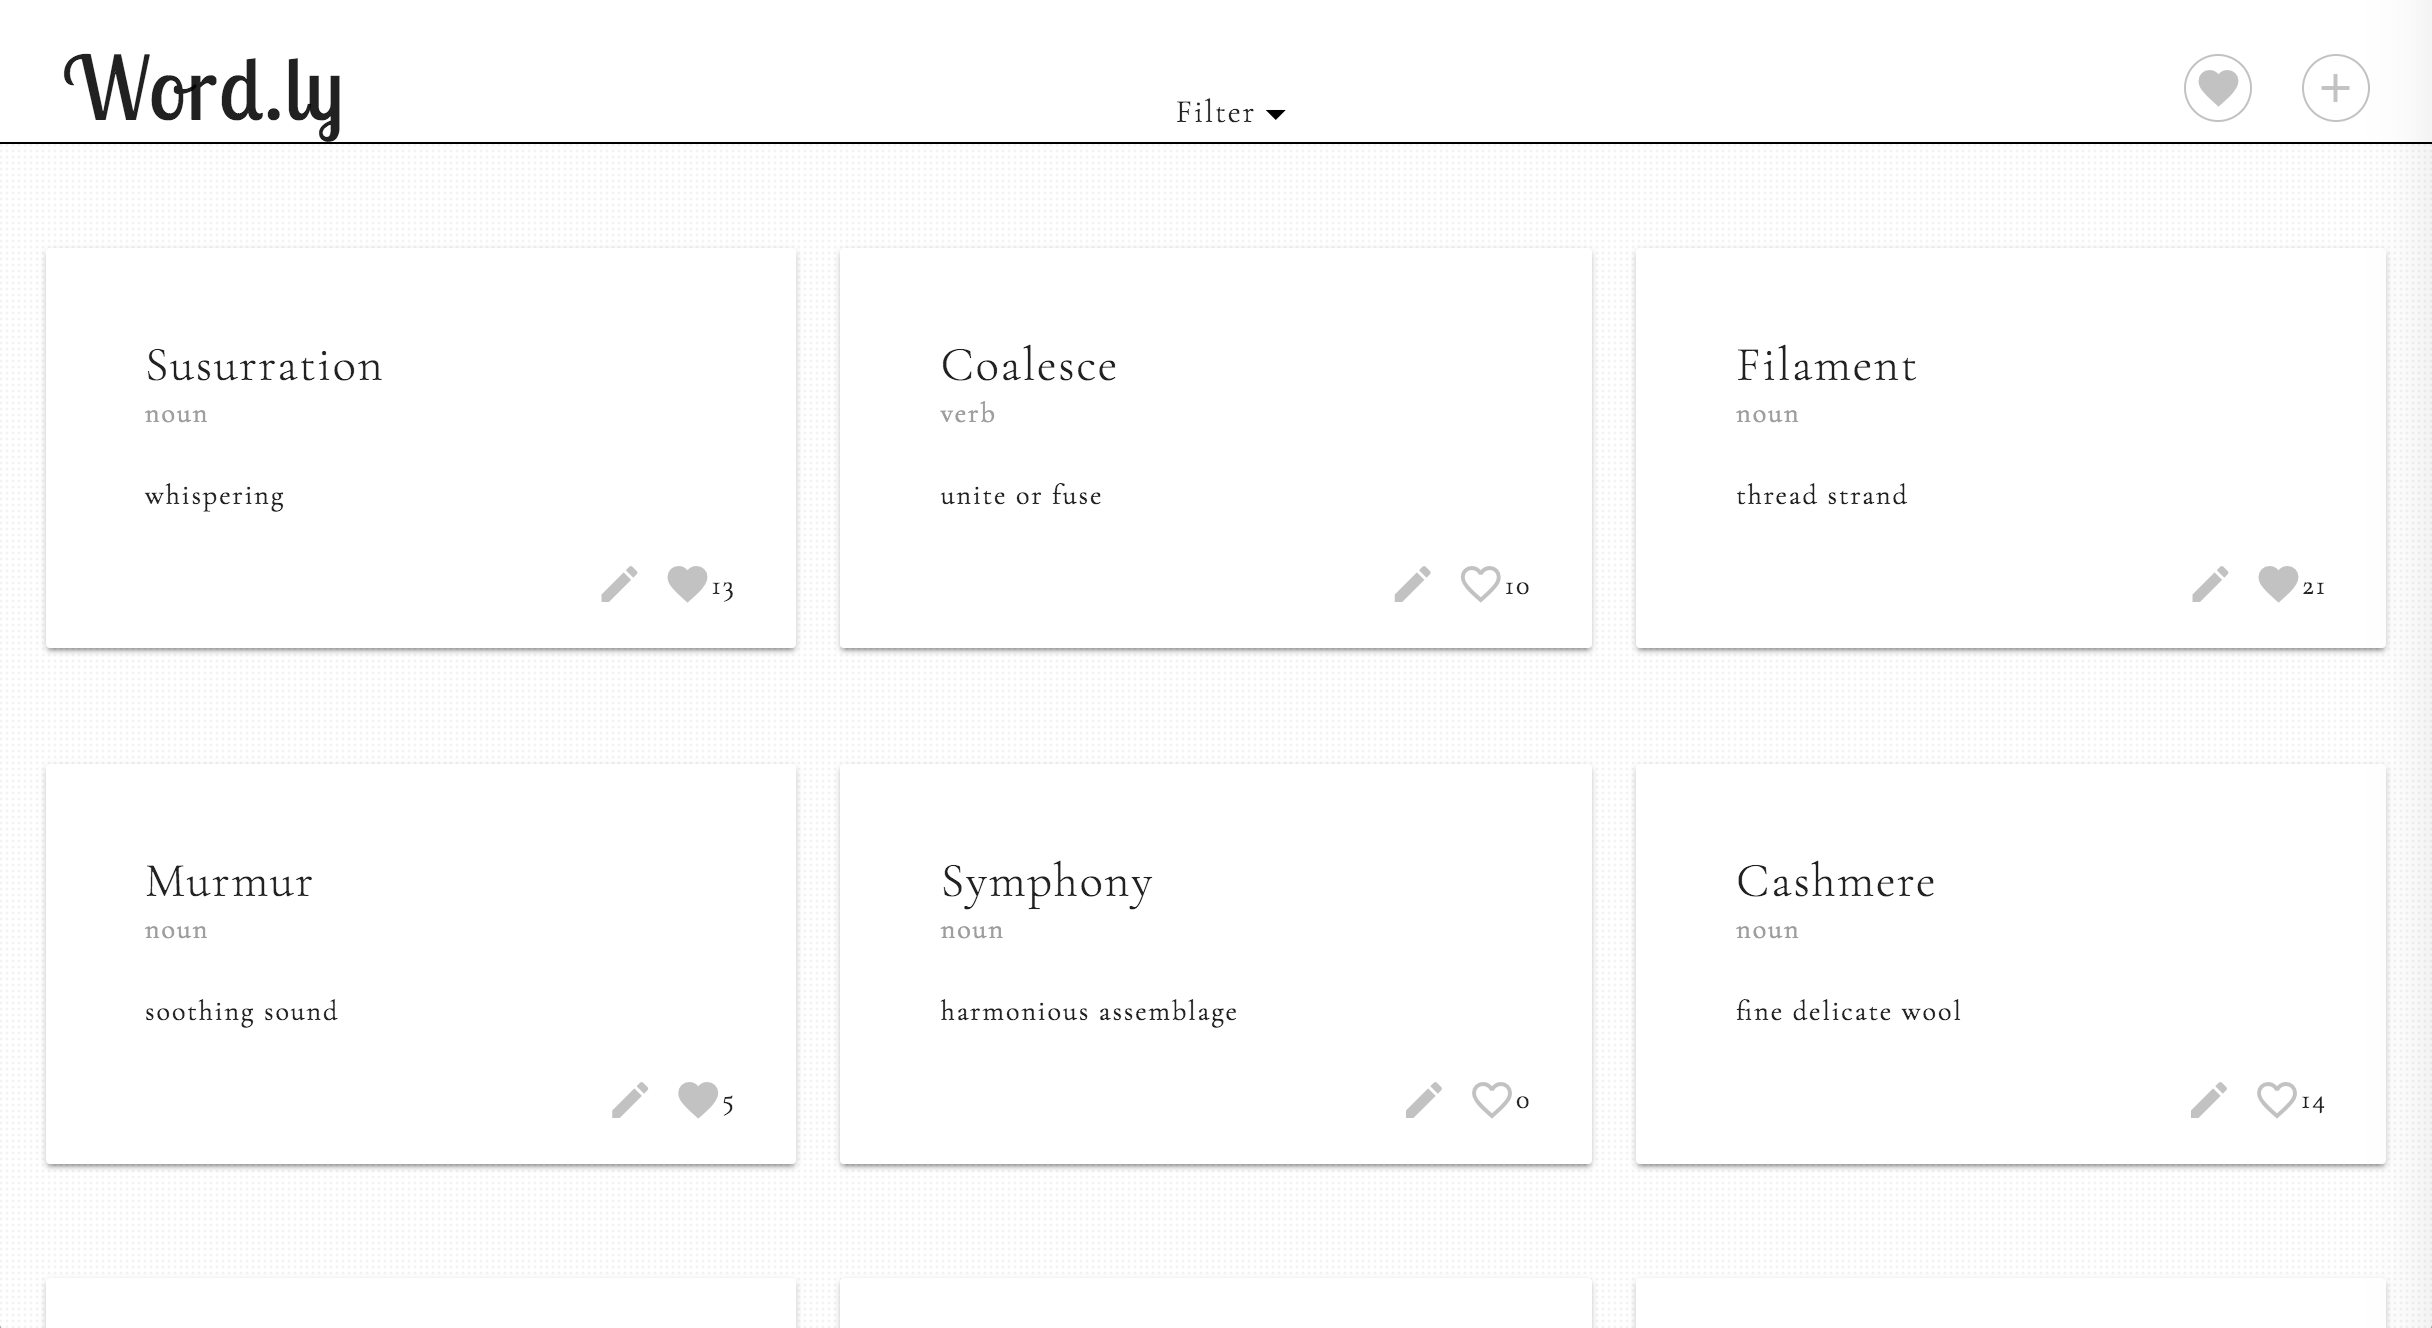 Word.ly
Filter
Susurration
noun
whispering
13
Coalesce
verb
unite or fuse
10
Filament
noun
thread strand
21
Murmur
noun
soothing sound
5
Symphony
noun
harmonious assemblage
0
Cashmere
noun
fine delicate wool
14